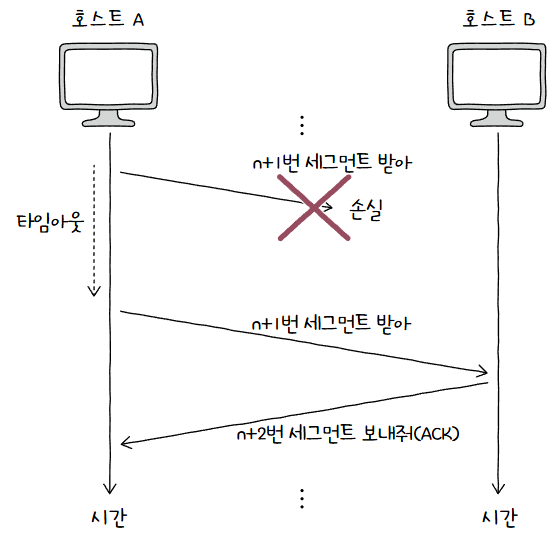 호스트 A
호스트 B
n+1번 세그먼트 받아
손실
타임아웃
n+1번 세그먼트 받아
n+2번 세그먼트 보내줘(ACK)
시간
시간